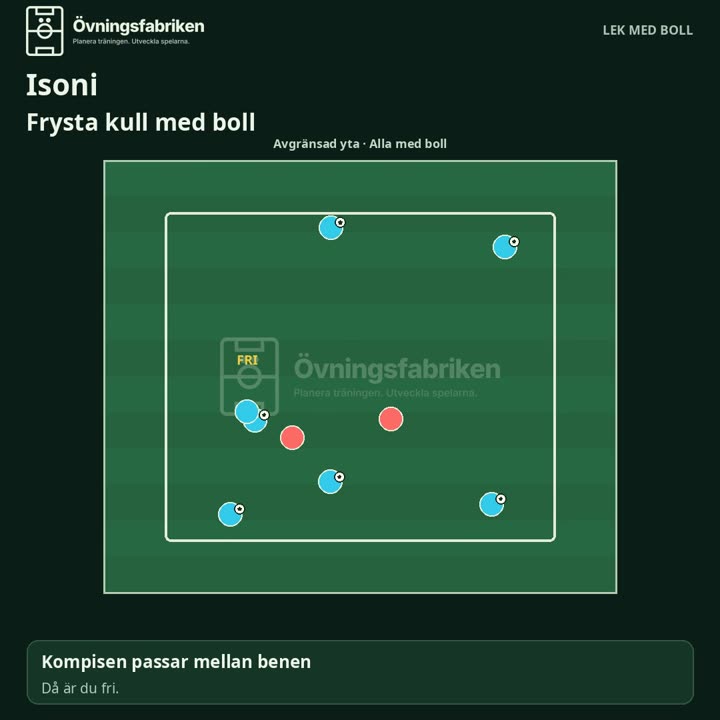 Övningsfabriken
Planera träningen. Utveckla spelarna.
LEK MED BOLL
Isoni
Frysta kull med boll
Avgränsad yta · Alla med boll
FRI
Övningsfabriken
Planera träningen. Utveckla spelarna.
Kompisen passar mellan benen
Då är du fri.